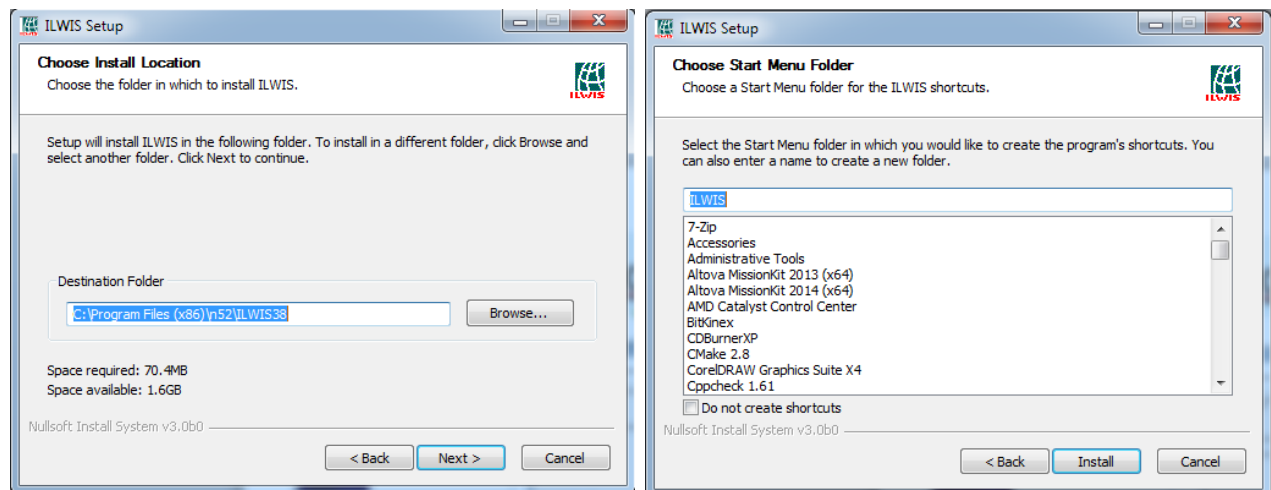 ILWIS Setup
Choose Install Location
Choose the folder in which to install ILWIS.
ILWIS
Setup will install ILWIS in the following folder. To install in a different folder, click Browse and
select another folder. Click Next to continue.
Destination Folder
C:\Program Files (x86)\n52\ILWIS38
Browse...
Space required: 70.4MB
Space available: 1.6GB
Nullsoft Install System v3.0b0
< Back
Next >
Cancel
ILWIS Setup
Choose Start Menu Folder
Choose a Start Menu folder for the ILWIS shortcuts.
ILWIS
Select the Start Menu folder in which you would like to create the program's shortcuts. You
can also enter a name to create a new folder.
ILWIS
7-Zip
Accessories
Administrative Tools
Altova MissionKit 2013 (x64)
Altova MissionKit 2014 (x64)
AMD Catalyst Control Center
BitKinex
CDBurnerXP
CMake 2.8
CorelDRAW Graphics Suite X4
Cppcheck 1.61
Do not create shortcuts
Nullsoft Install System v3.0b0
< Back
Install
Cancel